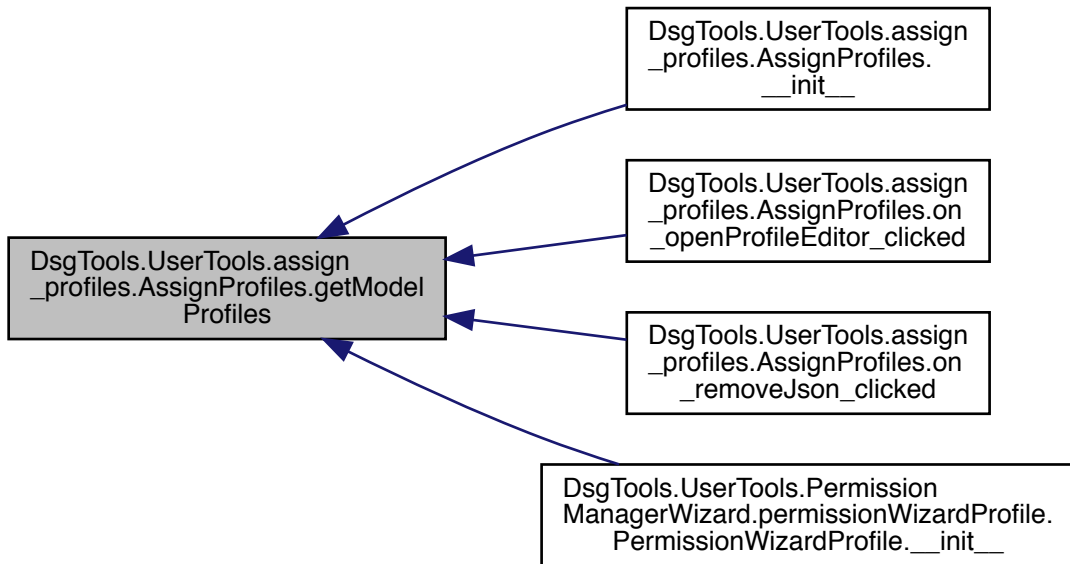 DsgTools.UserTools.assign
_profiles.AssignProfiles.
__init__
DsgTools.UserTools.assign
_profiles.AssignProfiles.on
_openProfileEditor_clicked
DsgTools.UserTools.assign
_profiles.AssignProfiles.getModel
Profiles
DsgTools.UserTools.assign
_profiles.AssignProfiles.on
_removeJson_clicked
DsgTools.UserTools.Permission
ManagerWizard.permissionWizardProfile.
PermissionWizardProfile.__init__